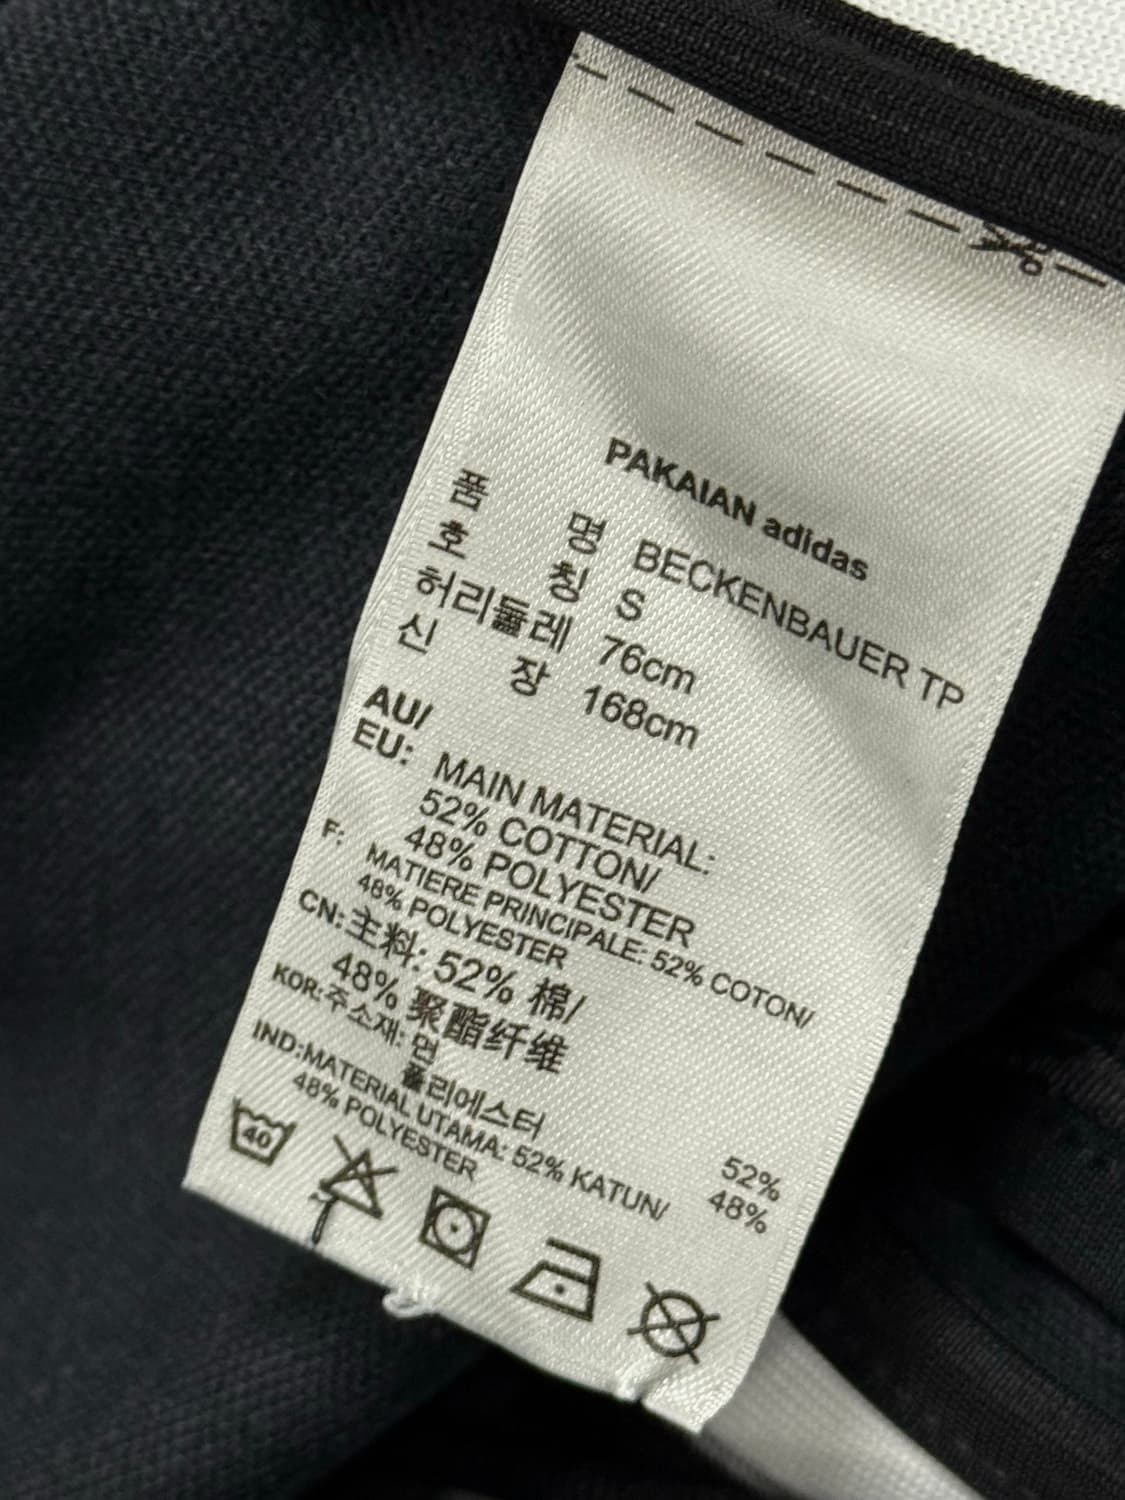 PAKAIAN adidas
품 명 BECKENBAUER TP
호 칭 S
허리둘레 76cm
신 장 168cm
AU/
EU: MAIN MATERIAL:
52% COTTON/
48% POLYESTER
F: MATIERE PRINCIPALE: 52% COTON/
48% POLYESTER
CN: 主料: 52% 棉/
48% 聚酯纤维
KOR: 주소재: 면 52%
폴리에스터 48%
IND: MATERIAL UTAMA: 52% KATUN/
48% POLYESTER
40